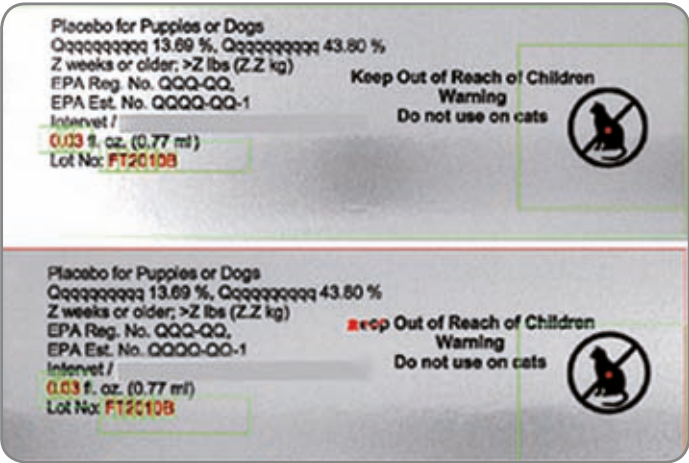 Placebo for Puppies or Dogs
Qqqqqqqqqq 13.69 %, Qqqqqqqqqq 43.80 %
Z weeks or older; >Z lbs (Z.Z kg)
EPA Reg. No. QQQ-QQ,
EPA Est. No. QQQQ-QQ-1
Intervet /
0.03 fl. oz. (0.77 ml)
Lot No: FT2010B
Keep Out of Reach of Children
Warning
Do not use on cats
Placebo for Puppies or Dogs
Qqqqqqqqqq 13.69 %, Qqqqqqqqqq 43.80 %
Z weeks or older; >Z lbs (Z.Z kg)
EPA Reg. No. QQQ-QQ,
EPA Est. No. QQQQ-QQ-1
Intervet /
0.03 fl. oz. (0.77 ml)
Lot No: FT2010B
Out of Reach of Children
Warning
Do not use on cats